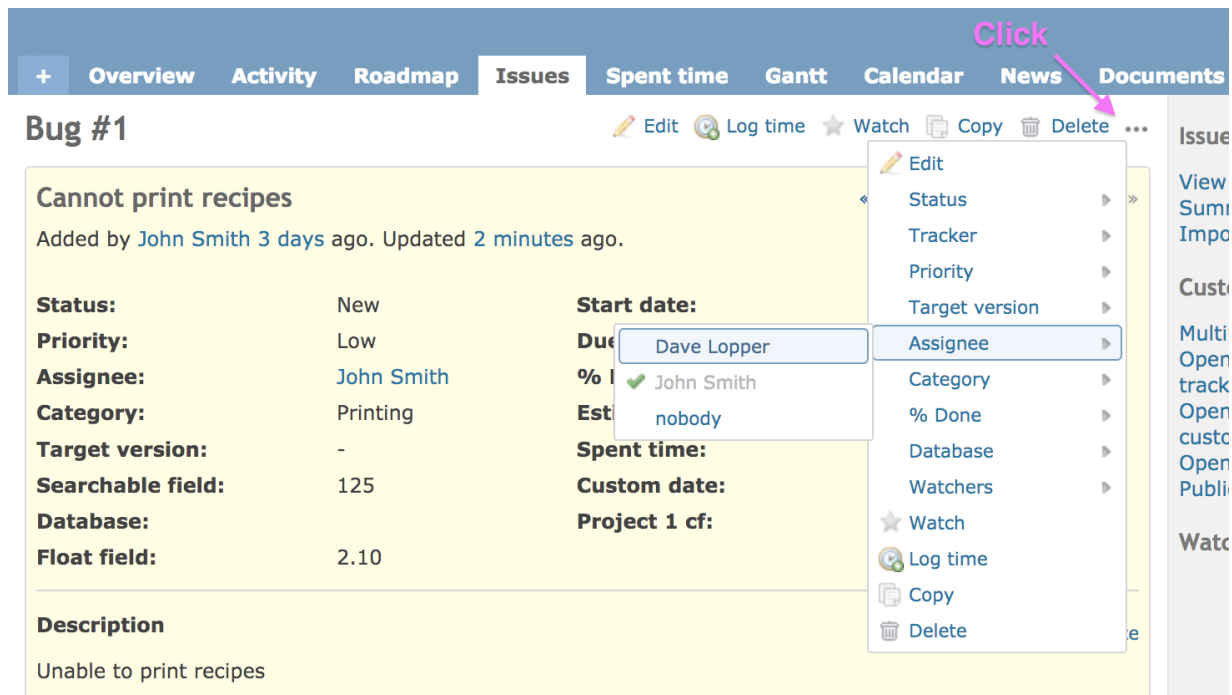 Click
+ Overview Activity Roadmap Issues Spent time Gantt Calendar News Documents
Bug #1
Edit Log time Watch Copy Delete •••
Cannot print recipes
« »
Added by John Smith 3 days ago. Updated 2 minutes ago.
Status: New
Priority: Low
Assignee: John Smith
Category: Printing
Target version: -
Searchable field: 125
Database:
Float field: 2.10
Start date:
Spent time:
Custom date:
Project 1 cf:
Description
Unable to print recipes
Edit
Status
Tracker
Priority
Target version
Assignee
Category
% Done
Database
Watchers
Watch
Log time
Copy
Delete
Dave Lopper
John Smith
nobody
View